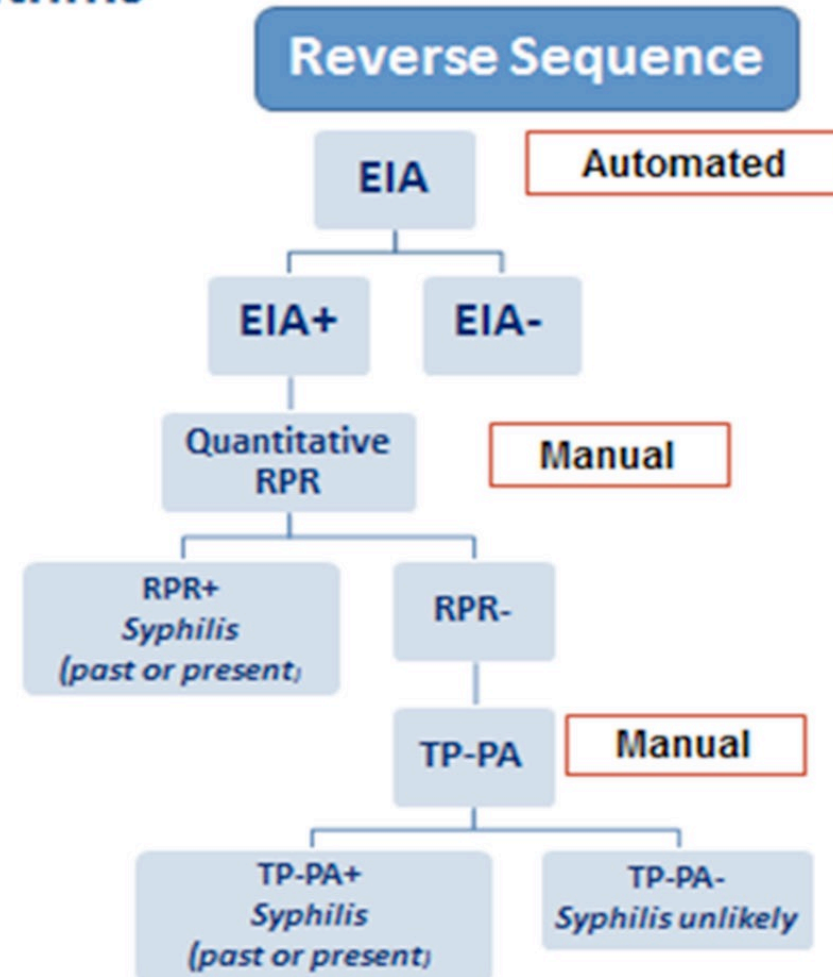 Reverse Sequence
EIA
Automated
EIA+
EIA-
Quantitative
RPR
Manual
RPR+
Syphilis
(past or present)
RPR-
TP-PA
Manual
TP-PA+
Syphilis
(past or present)
TP-PA-
Syphilis unlikely